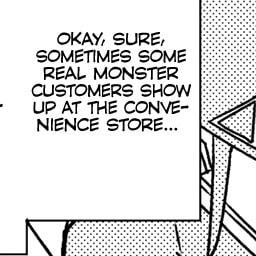 OKAY, SURE,
SOMETIMES SOME
REAL MONSTER
CUSTOMERS SHOW
UP AT THE CONVE-
NIENCE STORE...